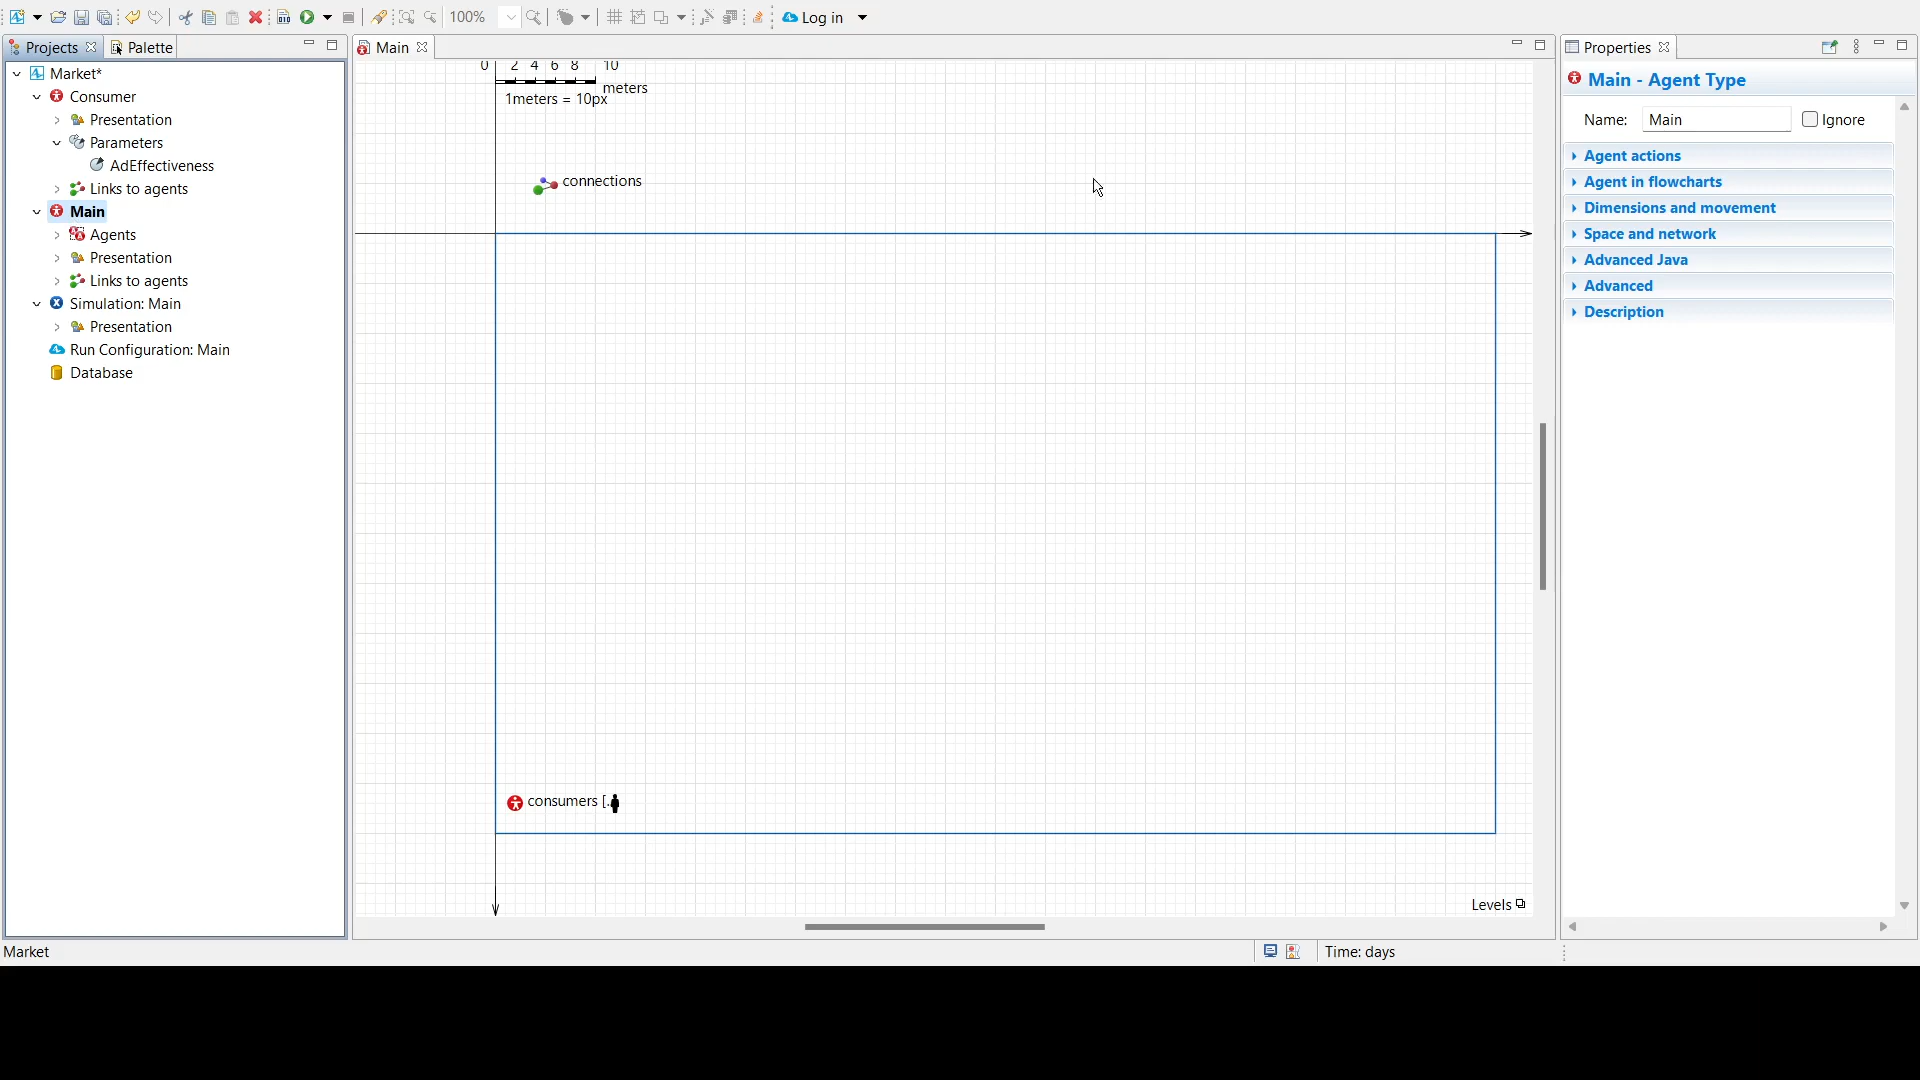 100%
Log in
Projects
Palette
Market*
Consumer
Presentation
Parameters
AdEffectiveness
Links to agents
Main
Agents
Presentation
Links to agents
Simulation: Main
Presentation
Run Configuration: Main
Database
Main
0 2 4 6 8 10
meters
1meters = 10px
connections
consumers [..
Levels
Properties
Main - Agent Type
Name: Main Ignore
Agent actions
Agent in flowcharts
Dimensions and movement
Space and network
Advanced Java
Advanced
Description
Market
Time: days